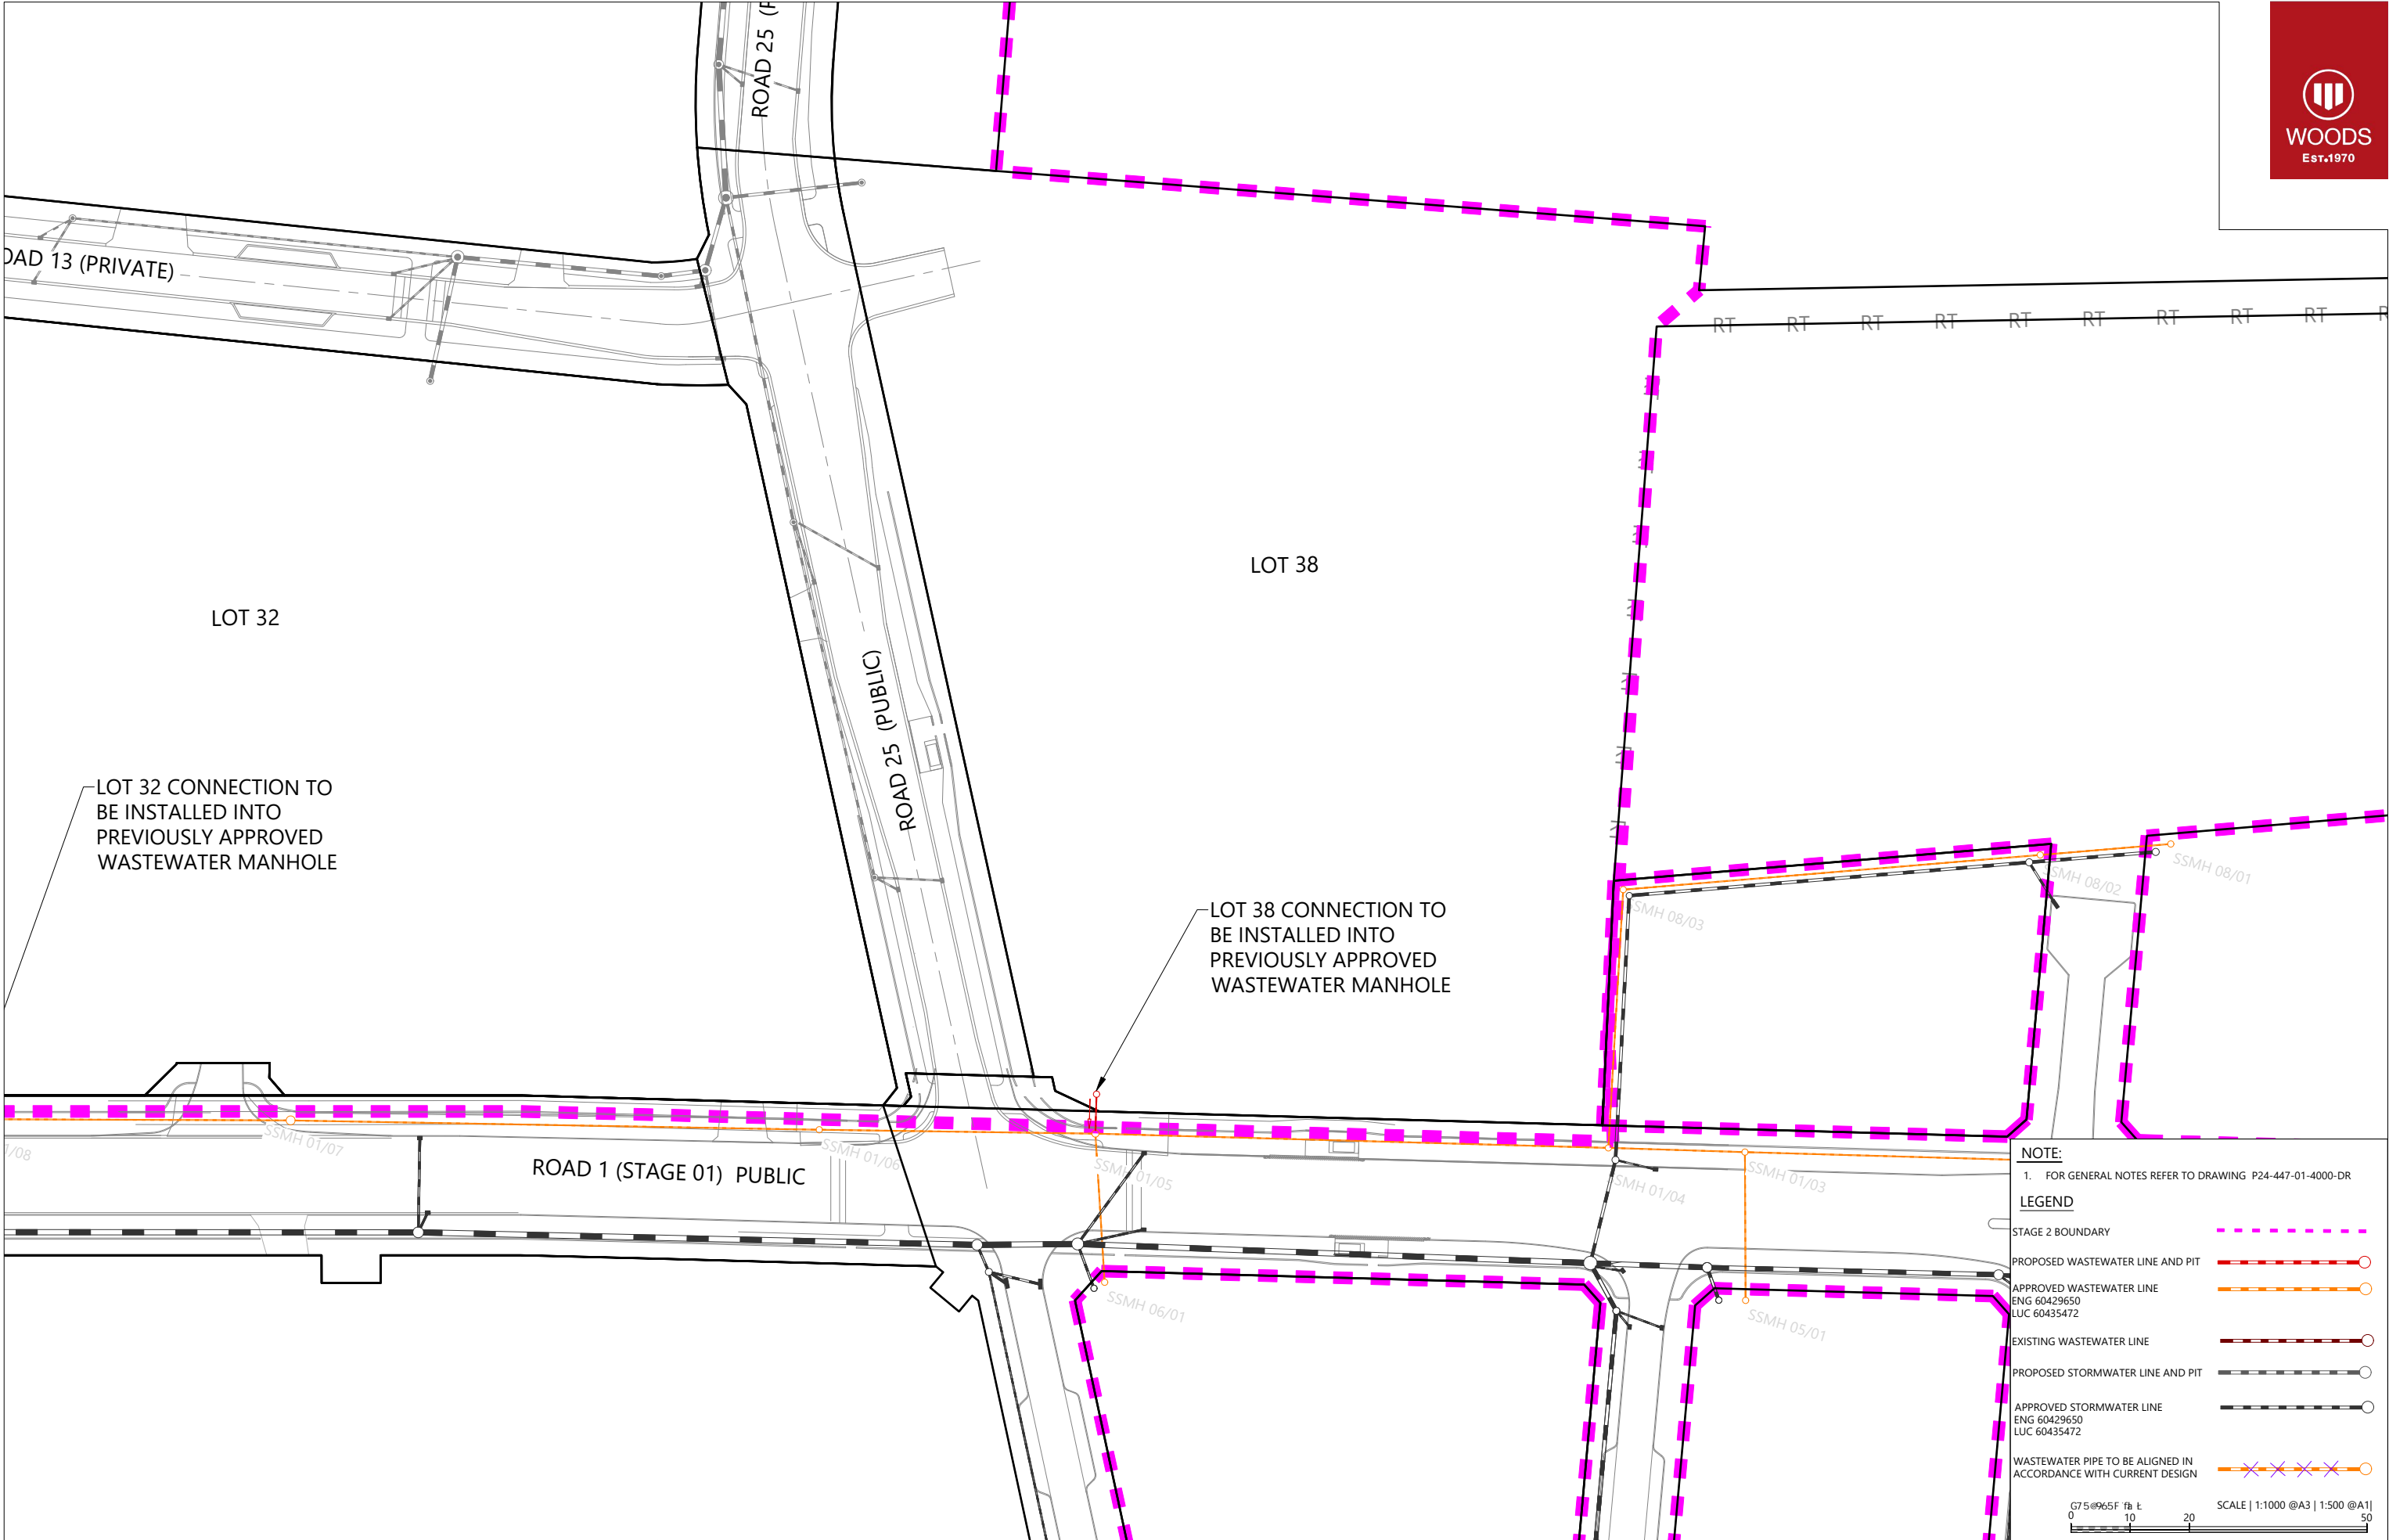 WOODS
EST.1970
ROAD 25
OAD 13 (PRIVATE)
RT RT RT RT RT RT RT RT RT
LOT 38
LOT 32
ROAD 25 (PUBLIC)
LOT 32 CONNECTION TO
BE INSTALLED INTO
PREVIOUSLY APPROVED
WASTEWATER MANHOLE
LOT 38 CONNECTION TO
BE INSTALLED INTO
PREVIOUSLY APPROVED
WASTEWATER MANHOLE
SSMH 08/01
SSMH 08/02
SMH 08/03
1/08
SSMH 01/07
SSMH 01/06
SSMH 01/05
SMH 01/04
SSMH 01/03
ROAD 1 (STAGE 01) PUBLIC
SSMH 06/01
SSMH 05/01
NOTE:
1. FOR GENERAL NOTES REFER TO DRAWING P24-447-01-4000-DR
LEGEND
STAGE 2 BOUNDARY
PROPOSED WASTEWATER LINE AND PIT
APPROVED WASTEWATER LINE
ENG 60429650
LUC 60435472
EXISTING WASTEWATER LINE
PROPOSED STORMWATER LINE AND PIT
APPROVED STORMWATER LINE
ENG 60429650
LUC 60435472
WASTEWATER PIPE TO BE ALIGNED IN
ACCORDANCE WITH CURRENT DESIGN
SCALE | 1:1000 @A3 | 1:500 @A1|
0 10 20 50